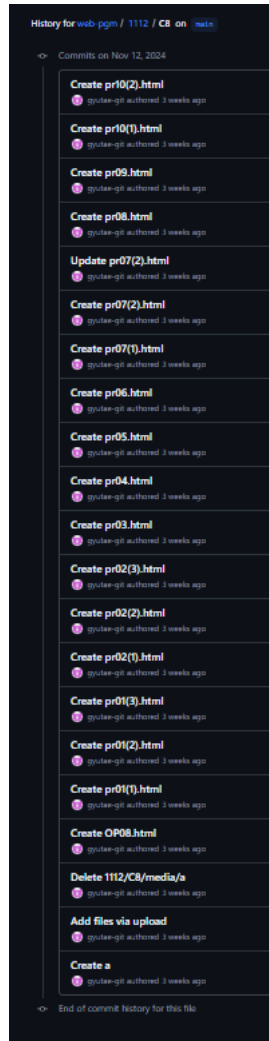 History for web-pgm / 1112 / C8 on main
Commits on Nov 12, 2024
Create pr10(2).html
gyutae-git authored 3 weeks ago
Create pr10(1).html
gyutae-git authored 3 weeks ago
Create pr09.html
gyutae-git authored 3 weeks ago
Create pr08.html
gyutae-git authored 3 weeks ago
Update pr07(2).html
gyutae-git authored 3 weeks ago
Create pr07(2).html
gyutae-git authored 3 weeks ago
Create pr07(1).html
gyutae-git authored 3 weeks ago
Create pr06.html
gyutae-git authored 3 weeks ago
Create pr05.html
gyutae-git authored 3 weeks ago
Create pr04.html
gyutae-git authored 3 weeks ago
Create pr03.html
gyutae-git authored 3 weeks ago
Create pr02(3).html
gyutae-git authored 3 weeks ago
Create pr02(2).html
gyutae-git authored 3 weeks ago
Create pr02(1).html
gyutae-git authored 3 weeks ago
Create pr01(3).html
gyutae-git authored 3 weeks ago
Create pr01(2).html
gyutae-git authored 3 weeks ago
Create pr01(1).html
gyutae-git authored 3 weeks ago
Create OP08.html
gyutae-git authored 3 weeks ago
Delete 1112/C8/media/a
gyutae-git authored 3 weeks ago
Add files via upload
gyutae-git authored 3 weeks ago
Create a
gyutae-git authored 3 weeks ago
End of commit history for this file